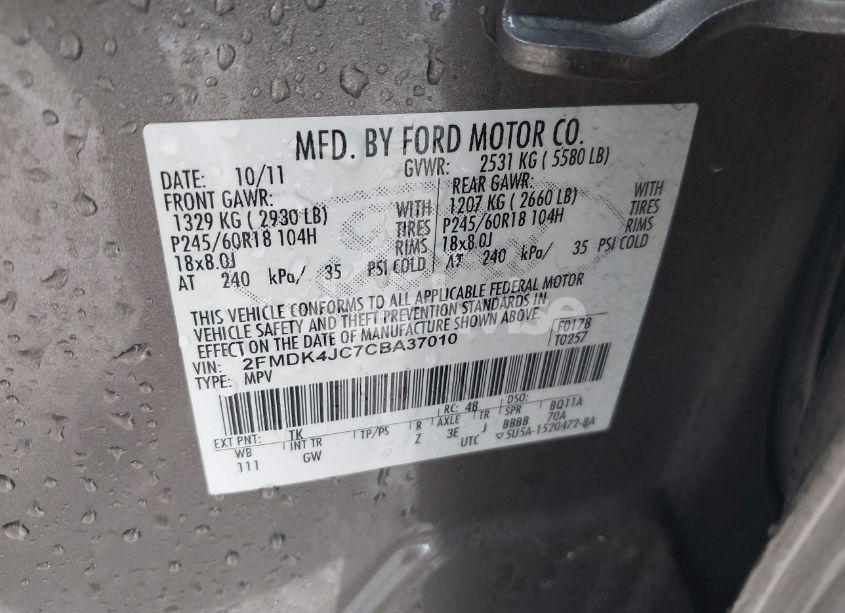 MFD. BY FORD MOTOR CO.
DATE: 10/11 GVWR: 2531 KG ( 5580 LB)
FRONT GAWR: REAR GAWR:
1329 KG ( 2930 LB) WITH 1207 KG ( 2660 LB) WITH
P245/60R18 104H TIRES P245/60R18 104H TIRES
18x8.0J RIMS 18x8.0J RIMS
AT 240 kPa/ 35 PSI COLD AT 240 kPa/ 35 PSI COLD
THIS VEHICLE CONFORMS TO ALL APPLICABLE FEDERAL MOTOR
VEHICLE SAFETY AND THEFT PREVENTION STANDARDS IN
EFFECT ON THE DATE OF MANUFACTURE SHOWN ABOVE.
VIN: 2FMDK4JC7CBA37010 F0178
TYPE: MPV T0257
RC: 48 DSO:
EXT PNT: TK R AXLE TR SPR BQ11A
WB INT TR TP/PS Z 3E J BBBB 70A
111 GW UTC ▽5U5A-1520472-BA